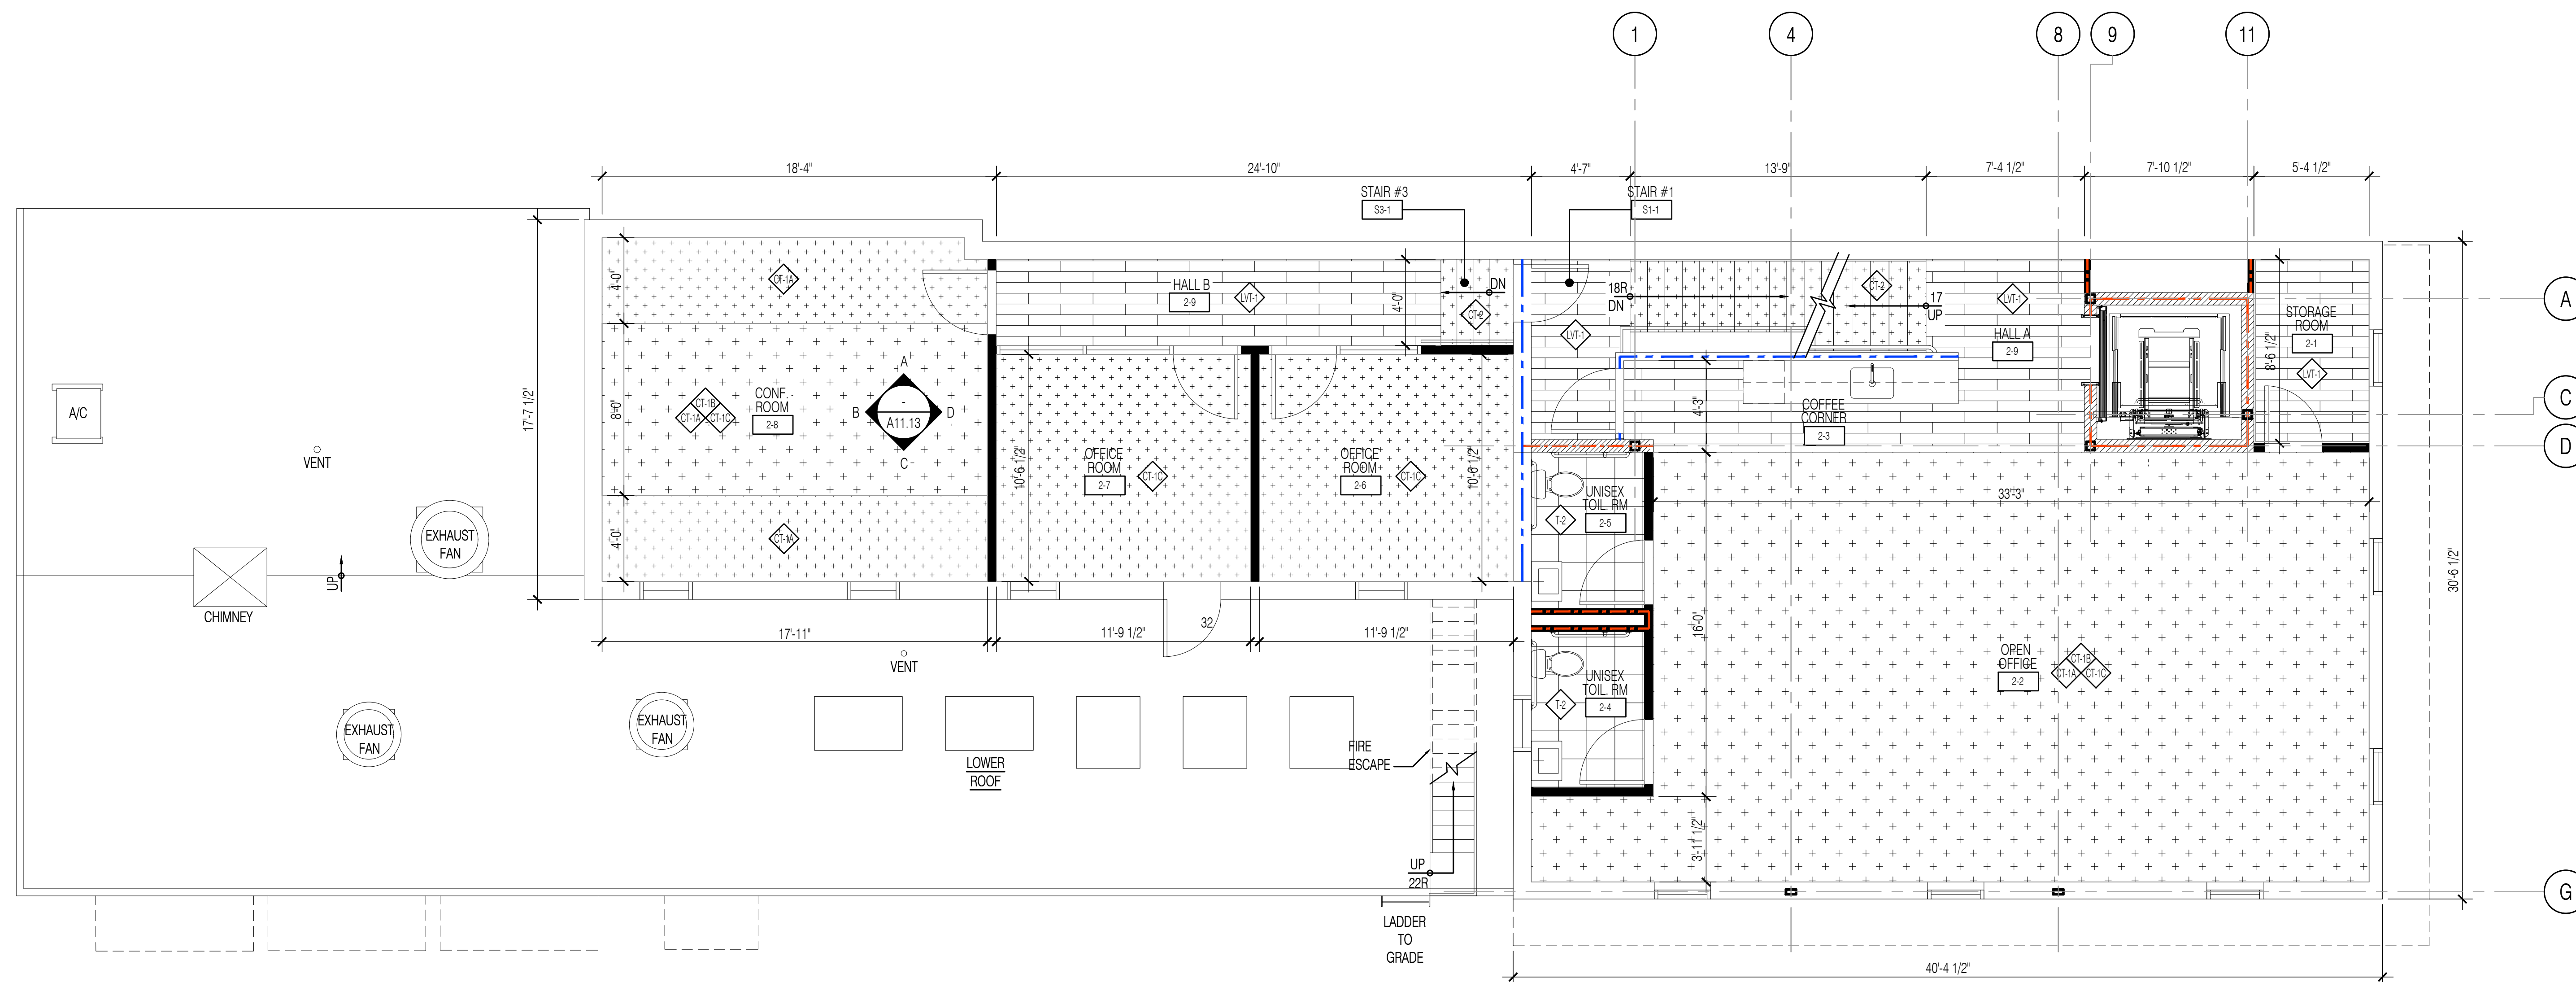 1
4
8
9
11
18'-4"
24'-10"
4'-7"
13'-9"
7'-4 1/2"
7'-10 1/2"
5'-4 1/2"
STAIR #3
S3-1
STAIR #1
S1-1
17'-7 1/2"
4'-0"
CT-1A
HALL B
2-9
LVT-1
4'-0"
DN
CT-2
18R
DN
LVT-1
CT-2
17
UP
LVT-1
HALL A
2-9
STORAGE
ROOM
2-1
LVT-1
8'-6 1/2"
A
C
D
A/C
VENT
8'-0"
CT-1B
CT-1A
CT-1C
CONF.
ROOM
2-8
A
B
-
A11.13
D
C
4'-3"
COFFEE
CORNER
2-3
10'-6 1/2"
OFFICE
ROOM
2-7
CT-1C
OFFICE
ROOM
2-6
CT-1C
10'-6 1/2"
UNISEX
TOIL. RM
2-5
T-2
33'-3"
EXHAUST
FAN
4'-0"
CT-1A
UP
CHIMNEY
30'-6 1/2"
17'-11"
11'-9 1/2"
32
11'-9 1/2"
16'-0"
VENT
UNISEX
TOIL. RM
2-4
T-2
OPEN
OFFICE
2-2
CT-1B
CT-1A
CT-1C
EXHAUST
FAN
EXHAUST
FAN
LOWER
ROOF
FIRE
ESCAPE
UP
22R
3'-11 1/2"
G
LADDER
TO
GRADE
40'-4 1/2"